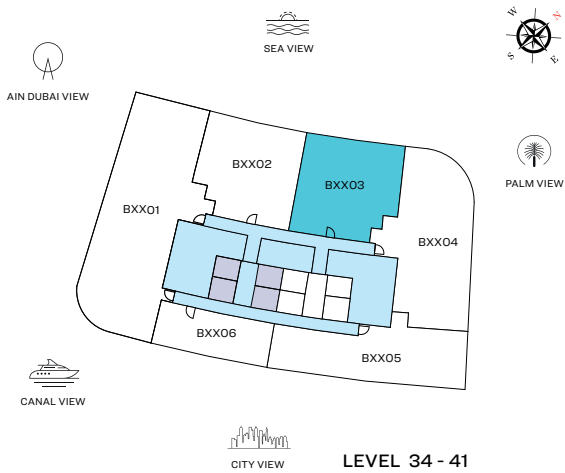 SEA VIEW
W
N
S
E
AIN DUBAI VIEW
PALM VIEW
BXX01
BXX02
BXX03
BXX04
BXX06
BXX05
CANAL VIEW
CITY VIEW
LEVEL 34 - 41